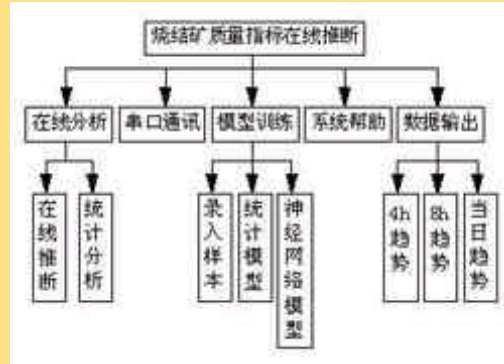 烧结矿质量指标在线推断
在线分析
串口通讯
模型训练
系统帮助
数据输出
在线推断
统计分析
录入样本
统计模型
神经网络模型
4h趋势
8h趋势
当日趋势